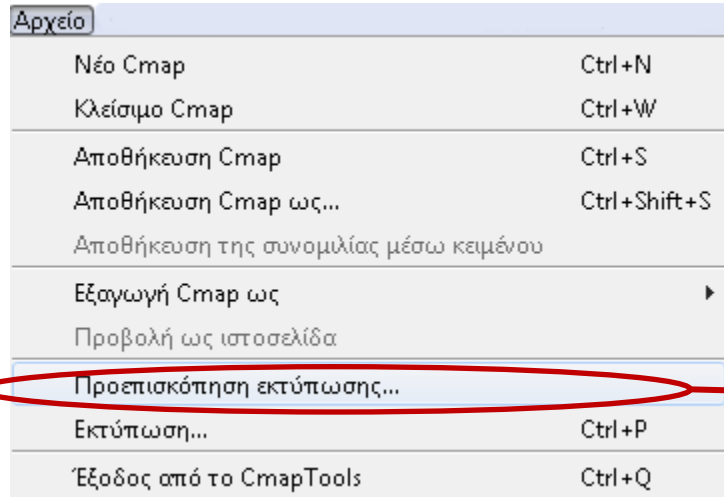 Αρχείο
Νέο Cmap Ctrl+N
Κλείσιμο Cmap Ctrl+W
Αποθήκευση Cmap Ctrl+S
Αποθήκευση Cmap ως... Ctrl+Shift+S
Αποθήκευση της συνομιλίας μέσω κειμένου
Εξαγωγή Cmap ως
Προβολή ως ιστοσελίδα
Προεπισκόπηση εκτύπωσης...
Εκτύπωση... Ctrl+P
Έξοδος από το CmapTools Ctrl+Q